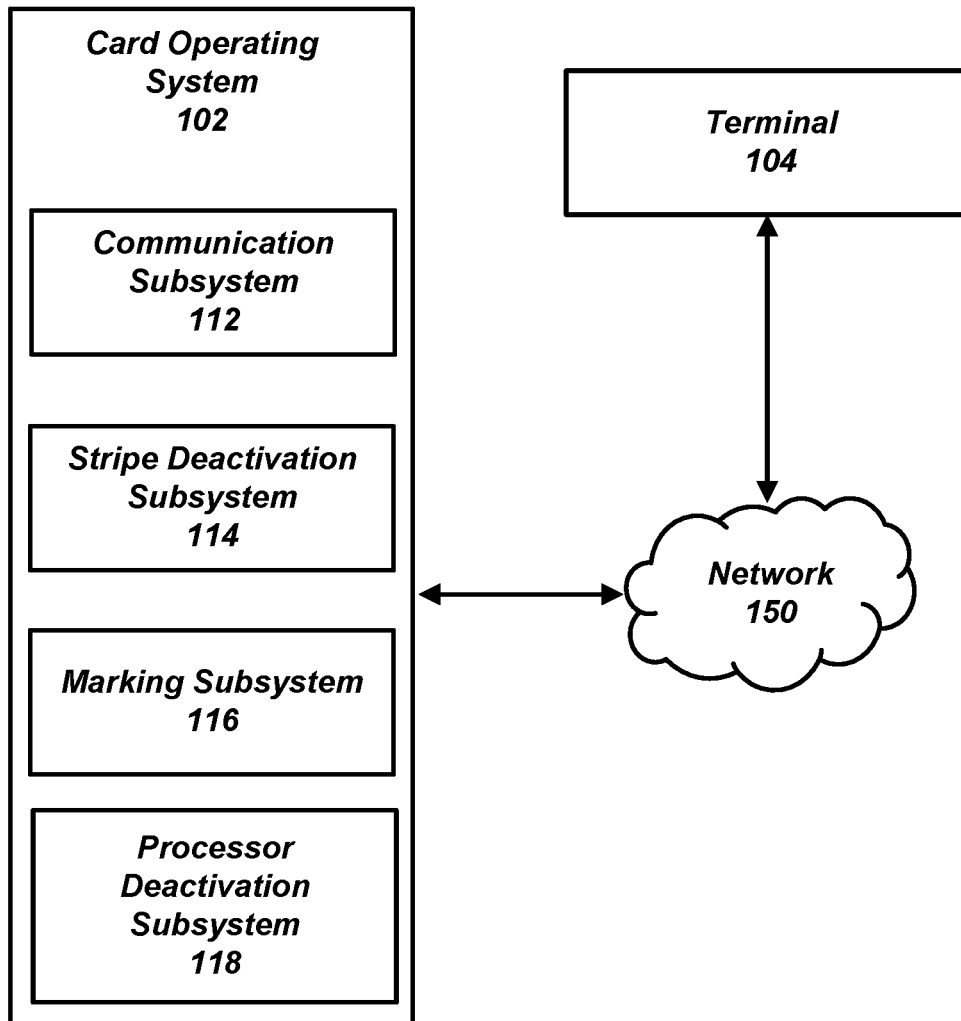 Card Operating
System
102
Communication
Subsystem
112
Stripe Deactivation
Subsystem
114
Marking Subsystem
116
Processor
Deactivation
Subsystem
118
Terminal
104
Network
150